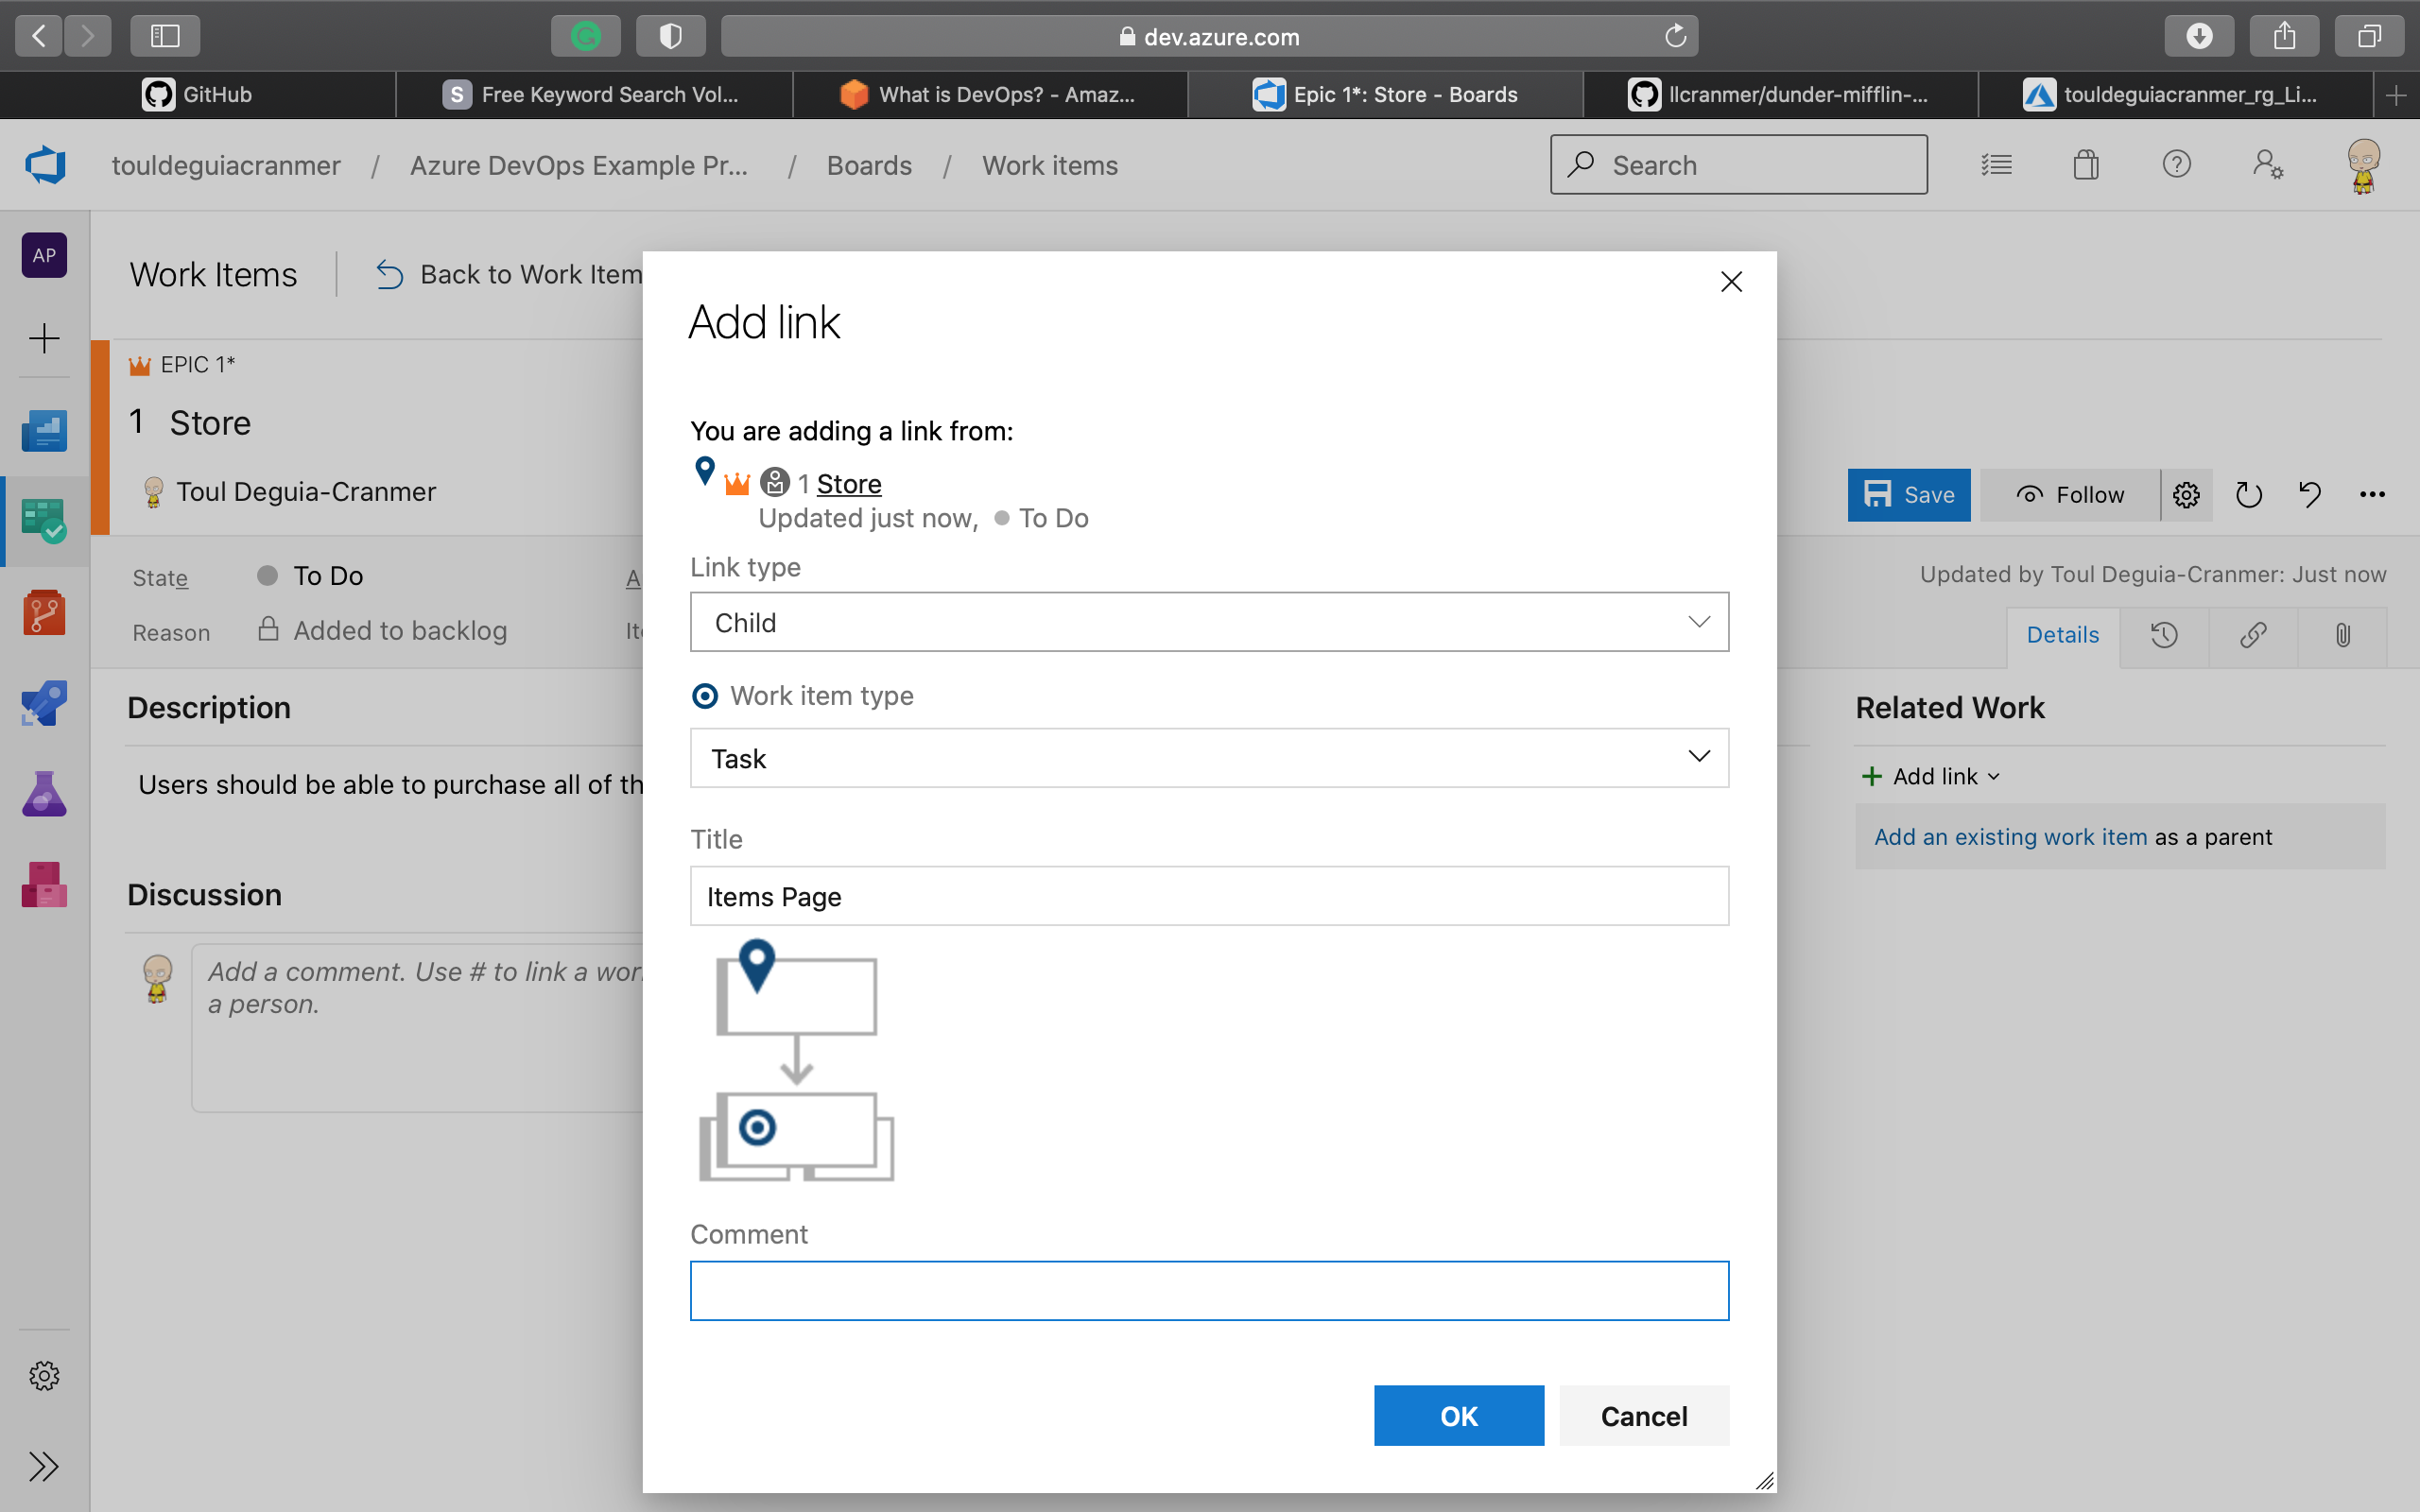 dev.azure.com
GitHub
S Free Keyword Search Vol...
What is DevOps? - Amaz...
Epic 1*: Store - Boards
llcranmer/dunder-mifflin-...
touldeguiacranmer_rg_Li...
touldeguiacranmer / Azure DevOps Example Pr... / Boards / Work items
Search
AP
Work Items
Back to Work Item
EPIC 1*
1 Store
Toul Deguia-Cranmer
Save
Follow
State
To Do
A
Updated by Toul Deguia-Cranmer: Just now
Reason
Added to backlog
Ite
Details
Description
Users should be able to purchase all of th
Discussion
Add a comment. Use # to link a wor
a person.
Related Work
Add link
Add an existing work item as a parent
Add link
You are adding a link from:
1 Store
Updated just now, To Do
Link type
Child
Work item type
Task
Title
Items Page
Comment
OK
Cancel